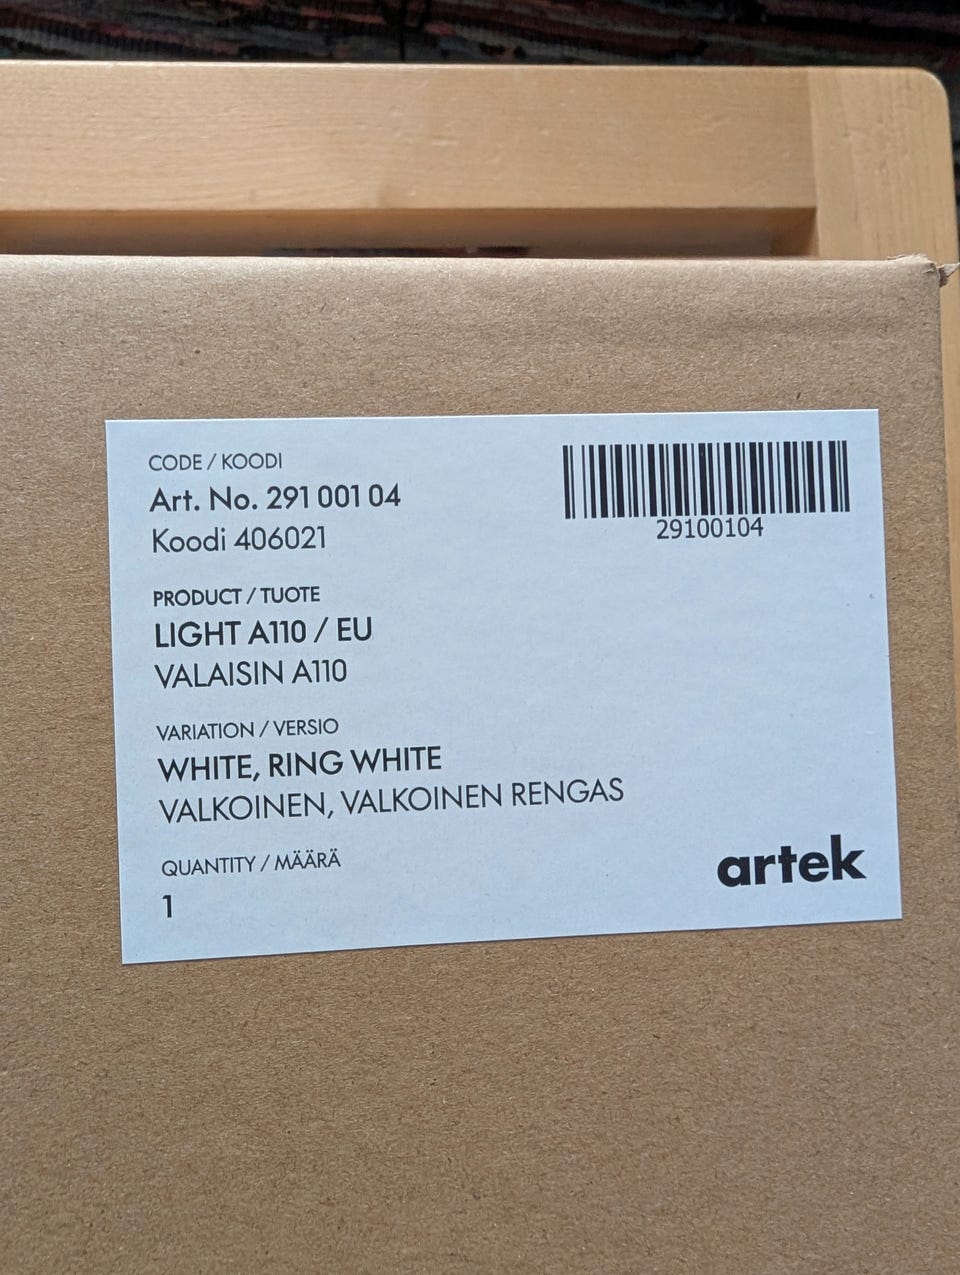 CODE / KOODI
Art. No. 291 001 04
Koodi 406021
29100104
PRODUCT / TUOTE
LIGHT A110 / EU
VALAISIN A110
VARIATION / VERSIO
WHITE, RING WHITE
VALKOINEN, VALKOINEN RENGAS
QUANTITY / MÄÄRÄ
1
artek